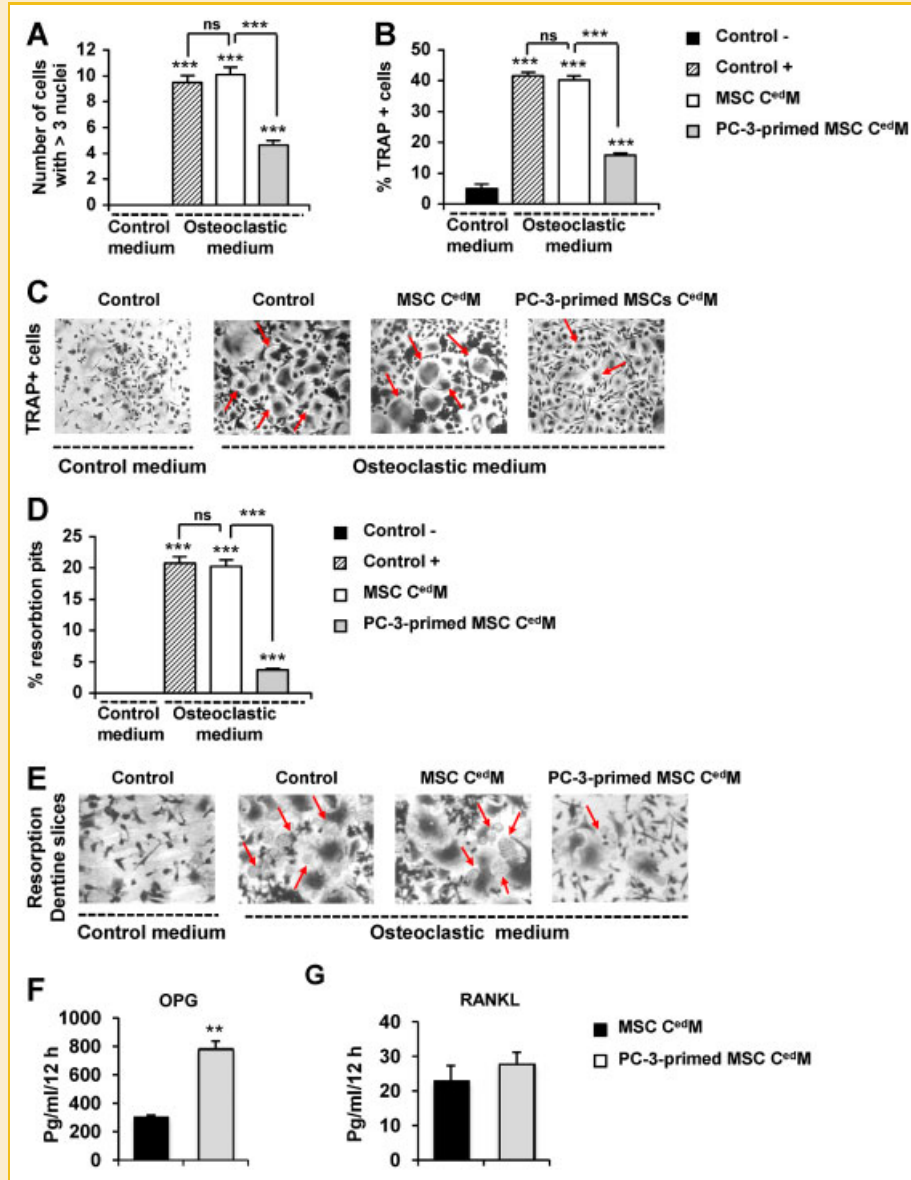 A
Number of cells
with > 3 nuclei
12
10
8
6
4
2
0
ns
***
***
***
***
Control
medium
Osteoclastic
medium
B
% TRAP + cells
50
40
30
20
10
0
ns
***
***
***
***
Control
medium
Osteoclastic
medium
Control -
Control +
MSC CᵉᵈM
PC-3-primed MSC CᵉᵈM
C
TRAP+ cells
Control
Control
MSC CᵉᵈM
PC-3-primed MSCs CᵉᵈM
Control medium
Osteoclastic medium
D
% resorbtion pits
25
20
15
10
5
0
ns
***
***
***
***
Control
medium
Osteoclastic
medium
Control -
Control +
MSC CᵉᵈM
PC-3-primed MSC CᵉᵈM
E
Resorption
Dentine slices
Control
Control
MSC CᵉᵈM
PC-3-primed MSC CᵉᵈM
Control medium
Osteoclastic medium
F
OPG
Pg/ml/12 h
1000
800
600
400
200
0
**
G
RANKL
Pg/ml/12 h
40
30
20
10
0
MSC CᵉᵈM
PC-3-primed MSC CᵉᵈM